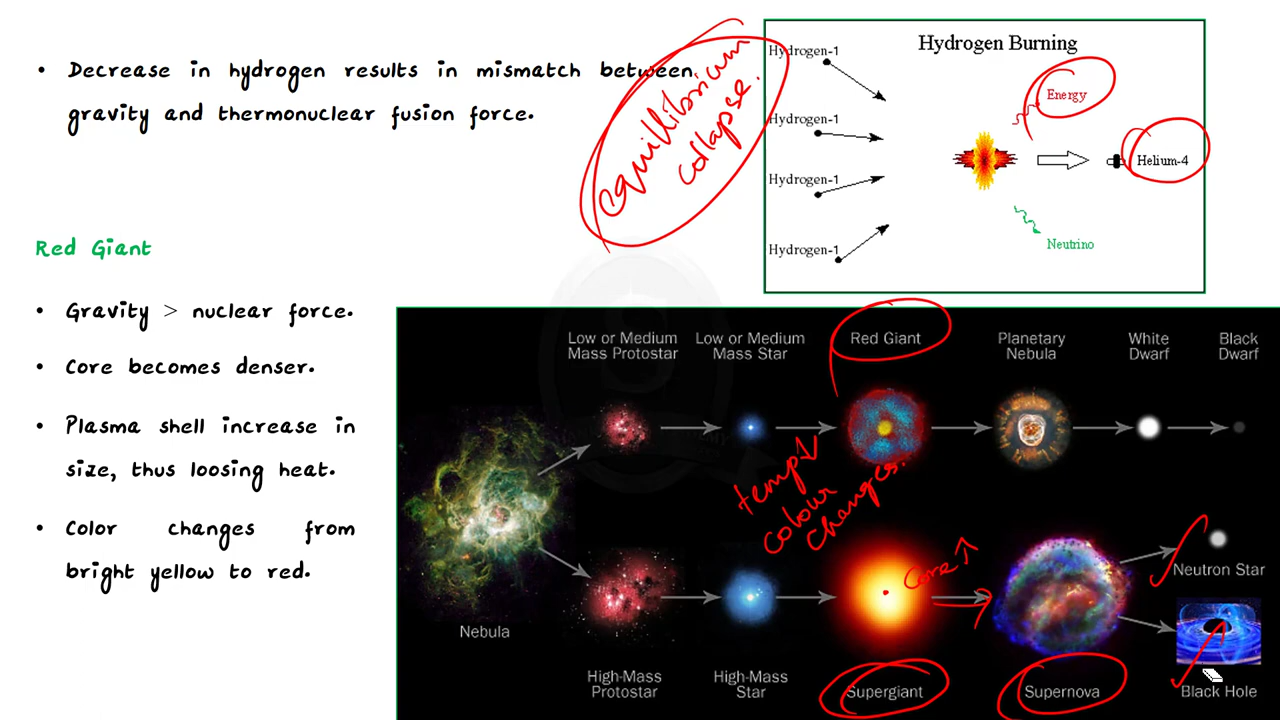 • Decrease in hydrogen results in mismatch between
gravity and thermonuclear fusion force.
equillibrium
collapse.
Hydrogen Burning
Hydrogen-1
Hydrogen-1
Hydrogen-1
Hydrogen-1
Energy
Helium-4
Neutrino
Red Giant
• Gravity > nuclear force.
• Core becomes denser.
• Plasma shell increase in
size, thus loosing heat.
• Color changes from
bright yellow to red.
Low or Medium
Mass Protostar
Low or Medium
Mass Star
Red Giant
Planetary
Nebula
White
Dwarf
Black
Dwarf
temp↓
colour
changes.
Nebula
core ↑
Neutron Star
High-Mass
Protostar
High-Mass
Star
Supergiant
Supernova
Black Hole